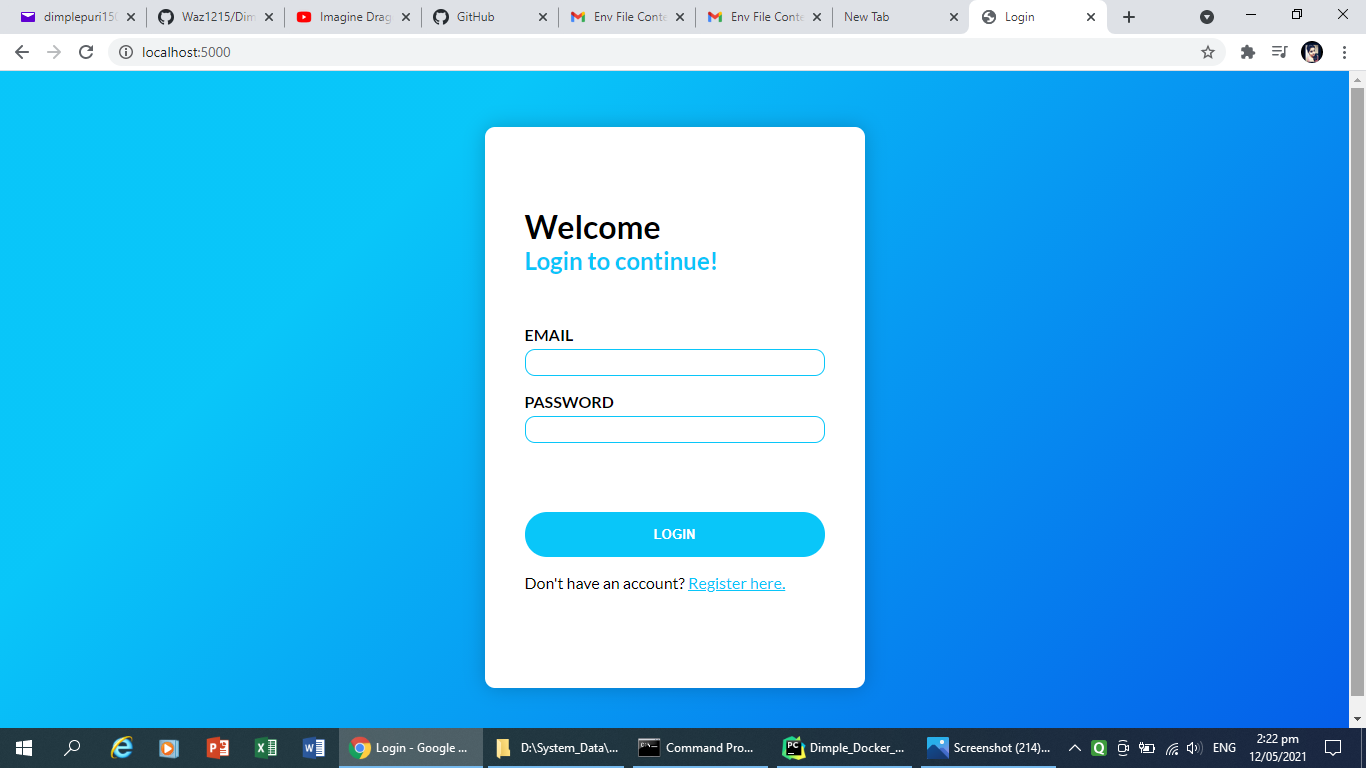 dimplepuri150
Waz1215/Dim
Imagine Drag
GitHub
Env File Conte
Env File Conte
New Tab
Login
localhost:5000
Welcome
Login to continue!
EMAIL
PASSWORD
LOGIN
Don't have an account? Register here.
Login - Google ...
D:\System_Data\...
Command Pro...
PC
Dimple_Docker_...
Screenshot (214)...
Q
ENG
2:22 pm
12/05/2021